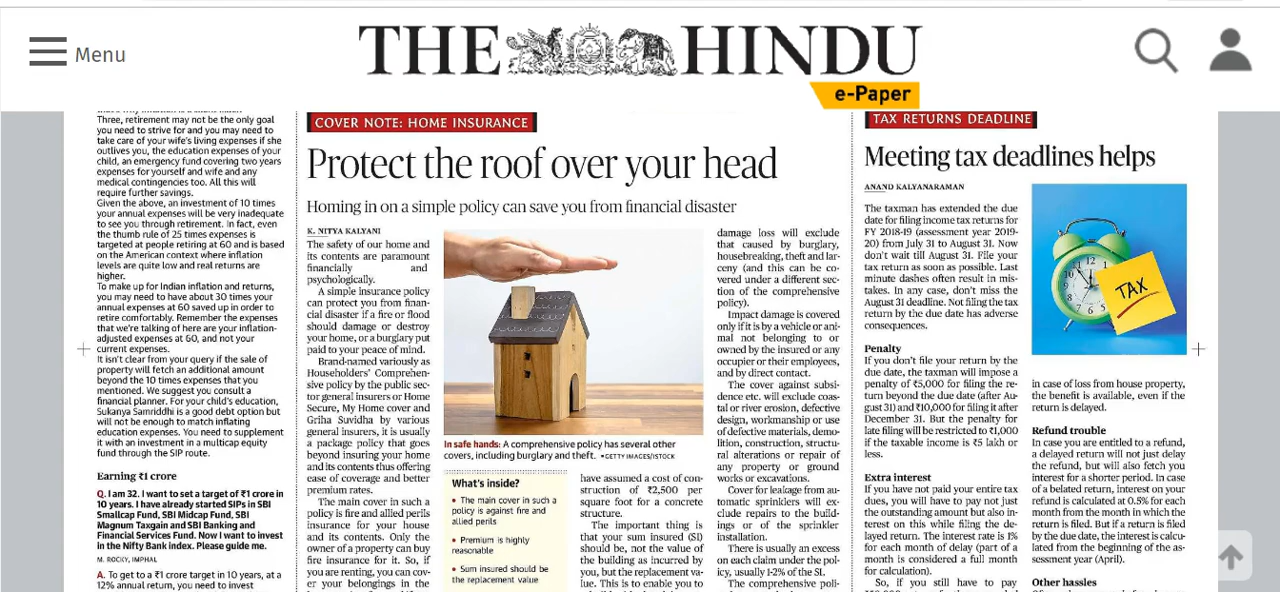 Menu
THE HINDU
e-Paper
Three, retirement may not be the only goal
you need to strive for and you may need to
take care of your wife's living expenses if she
outlives you, the education expenses of your
child, an emergency fund covering two years
expenses for yourself and wife and any
medical contingencies too. All this will
require further savings.
Given the above, an investment of 10 times
your annual expenses will be very inadequate
to see you through retirement. In fact, even
the thumb rule of 25 times expenses is
targeted at people retiring at 60 and is based
on the American context where inflation
levels are quite low and real returns are
higher.
To make up for Indian inflation and returns,
you may need to have about 30 times your
annual expenses at 60 saved up in order to
retire comfortably. Remember the expenses
that we're talking of here are your inflation-
adjusted expenses at 60, and not your
current expenses.
It isn't clear from your query if the sale of
property will fetch an additional amount
beyond the 10 times expenses that you
mentioned. We suggest you consult a
financial planner. For your child's education,
Sukanya Samriddhi is a good debt option but
will not be enough to match inflating
education expenses. You need to supplement
it with an investment in a multicap equity
fund through the SIP route.
Earning ₹1 crore
Q. I am 32. I want to set a target of ₹1 crore in
10 years. I have already started SIPs in SBI
Smallcap Fund, SBI Midcap Fund, SBI
Magnum Taxgain and SBI Banking and
Financial Services Fund. Now I want to invest
in the Nifty Bank index. Please guide me.
M. ROCKY, IMPHAL
A. To get to a ₹1 crore target in 10 years, at a
12% annual return, you need to invest
COVER NOTE: HOME INSURANCE
Protect the roof over your head
Homing in on a simple policy can save you from financial disaster
K. NITYA KALYANI
The safety of our home and
its contents are paramount
financially and
psychologically.
A simple insurance policy
can protect you from finan-
cial disaster if a fire or flood
should damage or destroy
your home, or a burglary put
paid to your peace of mind.
Brand-named variously as
Householders' Comprehen-
sive policy by the public sec-
tor general insurers or Home
Secure, My Home cover and
Griha Suvidha by various
general insurers, it is usually
a package policy that goes
beyond insuring your home
and its contents thus offering
ease of coverage and better
premium rates.
The main cover in such a
policy is fire and allied perils
insurance for your house
and its contents. Only the
owner of a property can buy
fire insurance for it. So, if
you are renting, you can cov-
er your belongings in the
In safe hands: A comprehensive policy has several other
covers, including burglary and theft. •GETTY IMAGES/ISTOCK
What's inside?
• The main cover in such a
policy is against fire and
allied perils
• Premium is highly
reasonable
• Sum insured should be
the replacement value
have assumed a cost of con-
struction of ₹2,500 per
square foot for a concrete
structure.
The important thing is
that your sum insured (SI)
should be, not the value of
the building as incurred by
you, but the replacement va-
lue. This is to enable you to
damage loss will exclude
that caused by burglary,
housebreaking, theft and lar-
ceny (and this can be co-
vered under a different sec-
tion of the comprehensive
policy).
Impact damage is covered
only if it is by a vehicle or ani-
mal not belonging to or
owned by the insured or any
occupier or their employees,
and by direct contact.
The cover against subsi-
dence etc. will exclude coas-
tal or river erosion, defective
design, workmanship or use
of defective materials, demo-
lition, construction, structu-
ral alterations or repair of
any property or ground
works or excavations.
Cover for leakage from au-
tomatic sprinklers will ex-
clude repairs to the build-
ings or of the sprinkler
installation.
There is usually an excess
on each claim under the pol-
icy, usually 1-2% of the SI.
The comprehensive poli-
TAX RETURNS DEADLINE
Meeting tax deadlines helps
ANAND KALYANARAMAN
The taxman has extended the due
date for filing income tax returns for
FY 2018-19 (assessment year 2019-
20) from July 31 to August 31. Now
don't wait till August 31. File your
tax return as soon as possible. Last
minute dashes often result in mis-
takes. In any case, don't miss the
August 31 deadline. Not filing the tax
return by the due date has adverse
consequences.
Penalty
If you don't file your return by the
due date, the taxman will impose a
penalty of ₹5,000 for filing the re-
turn beyond the due date (after Au-
gust 31) and ₹10,000 for filing it after
December 31. But the penalty for
late filing will be restricted to ₹1,000
if the taxable income is ₹5 lakh or
less.
Extra interest
If you have not paid your entire tax
dues, you will have to pay not just
the outstanding amount but also in-
terest on this while filing the de-
layed return. The interest rate is 1%
for each month of delay (part of a
month is considered a full month
for calculation).
So, if you still have to pay
TAX
in case of loss from house property,
the benefit is available, even if the
return is delayed.
Refund trouble
In case you are entitled to a refund,
a delayed return will not just delay
the refund, but will also fetch you
interest for a shorter period. In case
of a belated return, interest on your
refund is calculated at 0.5% for each
month from the month in which the
return is filed. But if a return is filed
by the due date, the interest is calcu-
lated from the beginning of the as-
sessment year (April).
Other hassles